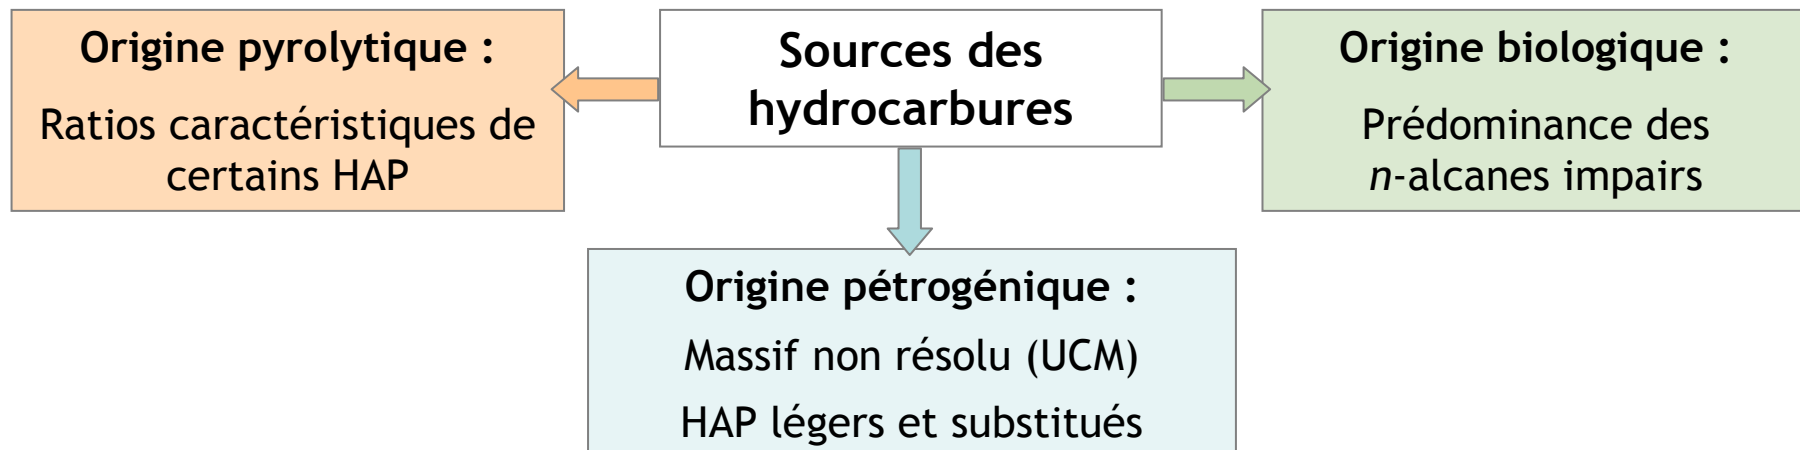 Origine pyrolytique :
Ratios caractéristiques de
certains HAP
Sources des
hydrocarbures
Origine biologique :
Prédominance des
n-alcanes impairs
Origine pétrogénique :
Massif non résolu (UCM)
HAP légers et substitués